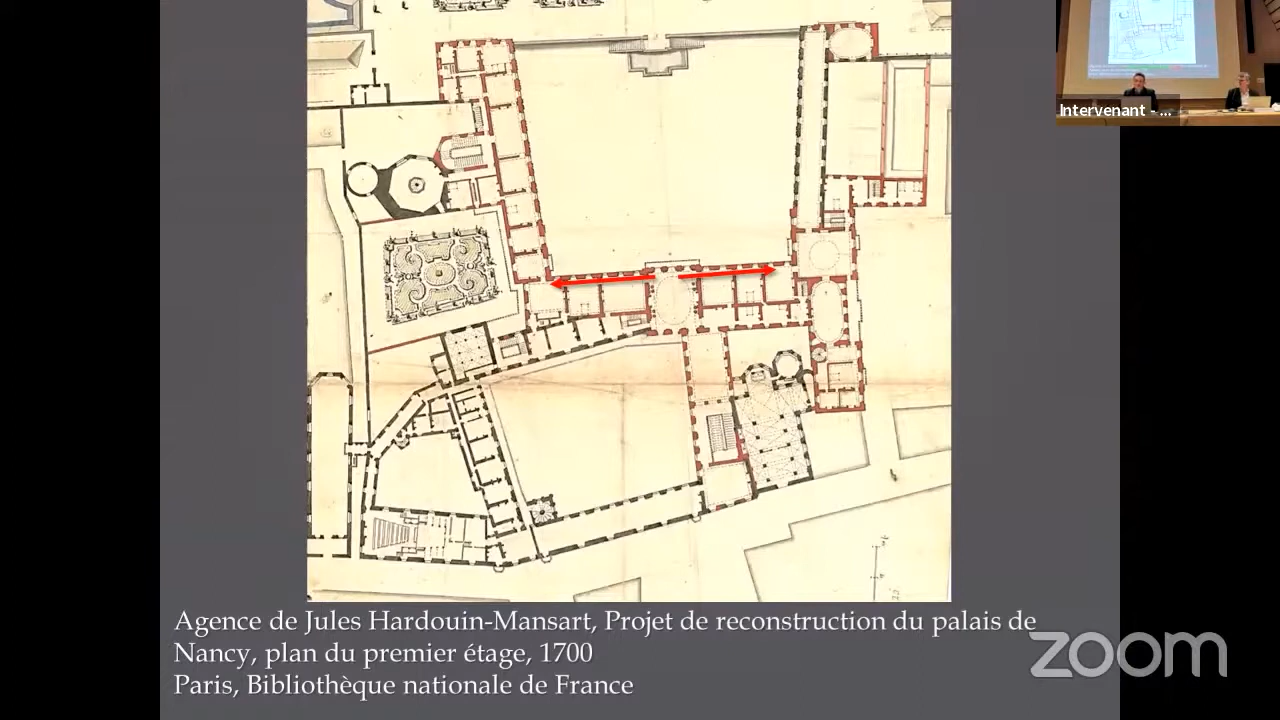 Intervenant - ...
Agence de Jules Hardouin-Mansart, Projet de reconstruction du palais de
Nancy, plan du premier étage, 1700
Paris, Bibliothèque nationale de France
zoom